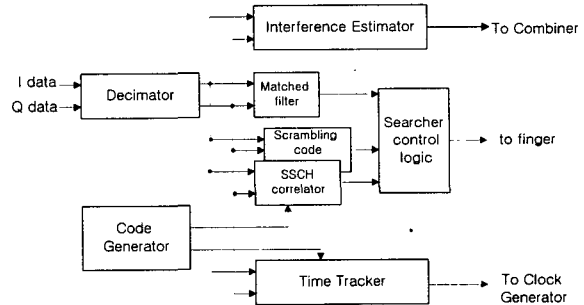 Interference Estimator
To Combiner
I data
Q data
Decimator
Matched
filter
Searcher
control
logic
to finger
Scrambling
code
SSCH
correlator
Code
Generator
Time Tracker
To Clock
Generator